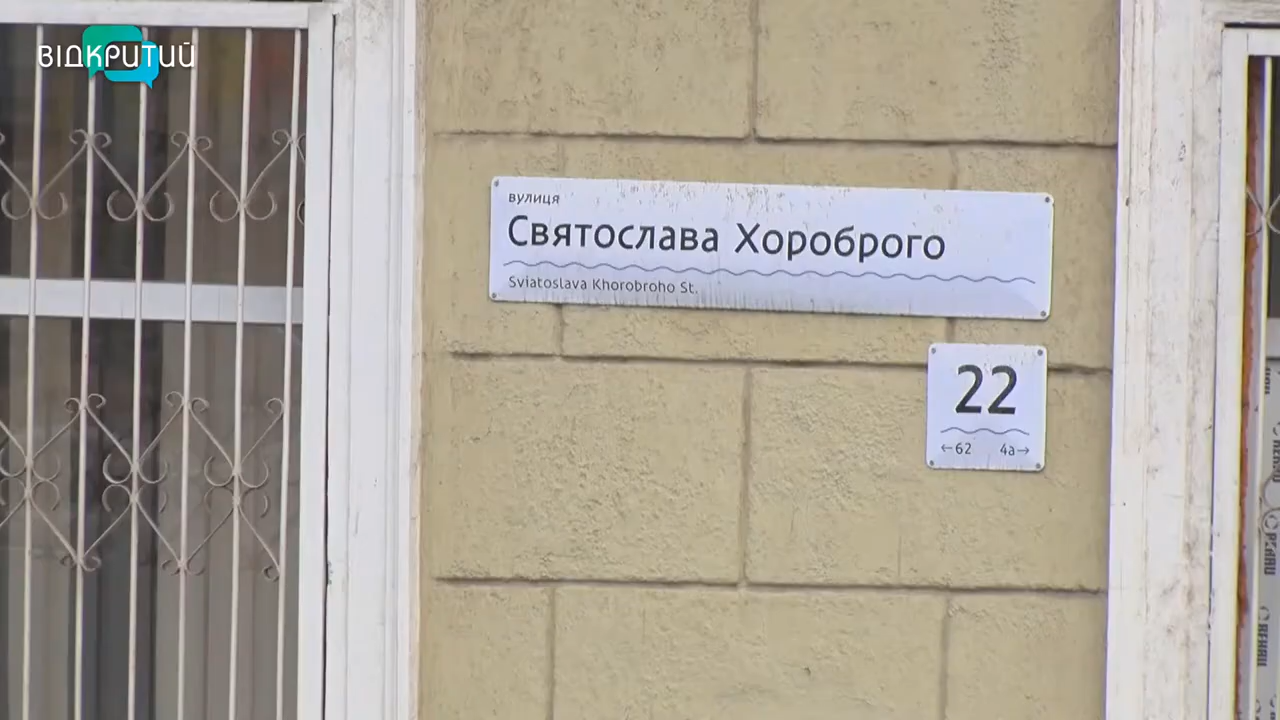 ВІДКРИТИЙ
вулиця
Святослава Хороброго
Sviatoslava Khorobroho St.
22
←62 4а→